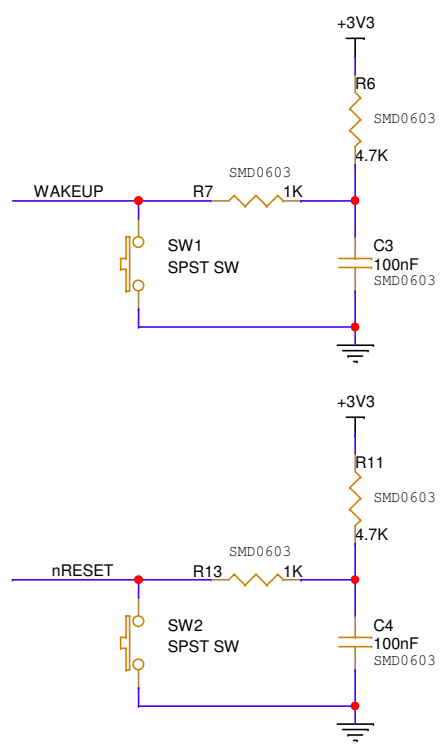 +3V3
R6
SMD0603
4.7K
SMD0603
WAKEUP R7 1K
SW1 C3
SPST SW 100nF
SMD0603
+3V3
R11
SMD0603
4.7K
SMD0603
nRESET R13 1K
SW2 C4
SPST SW 100nF
SMD0603